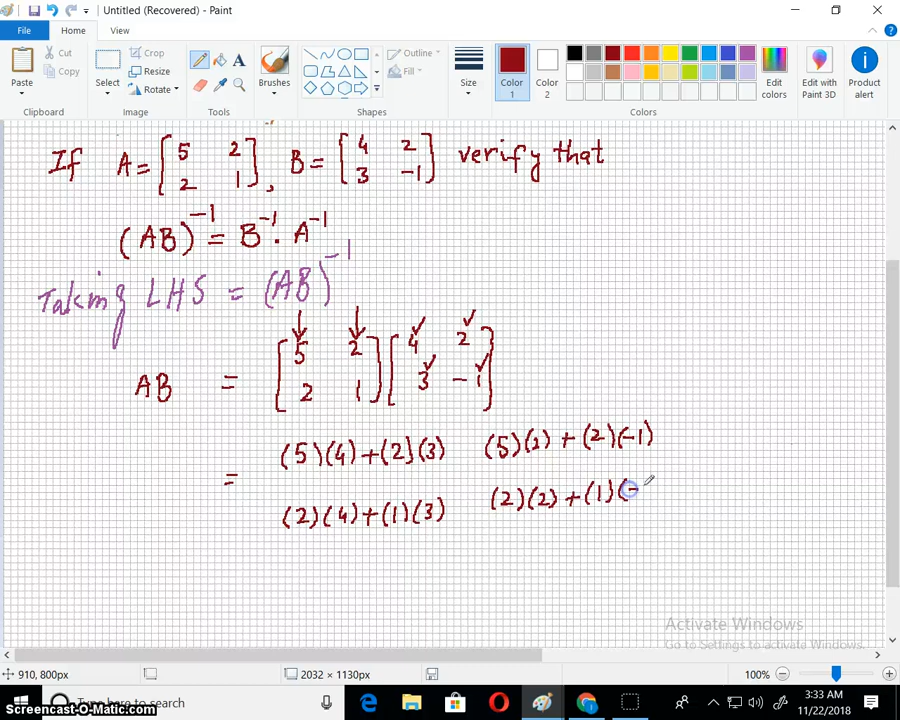 Untitled (Recovered) - Paint
File Home View
Paste Cut Copy Select Crop Resize Rotate A Brushes Outline Fill Size Color 1 Color 2 Edit colors Edit with Paint 3D Product alert
Clipboard Image Tools Shapes Colors
If A = [ 5 2 ; 2 1 ] , B = [ 4 2 ; 3 -1 ] verify that
(AB)⁻¹ = B⁻¹ . A⁻¹
Taking LHS = (AB)⁻¹
AB = [ 5 2 ; 2 1 ] [ 4 2 ; 3 -1 ]
= (5)(4) + (2)(3) (5)(2) + (2)(-1)
(2)(4) + (1)(3) (2)(2) + (1)(-
Activate Windows
Go to Settings to activate Windows.
910, 800px 2032 × 1130px 100%
Type here to search 3:33 AM
Screencast-O-Matic.com 11/22/2018